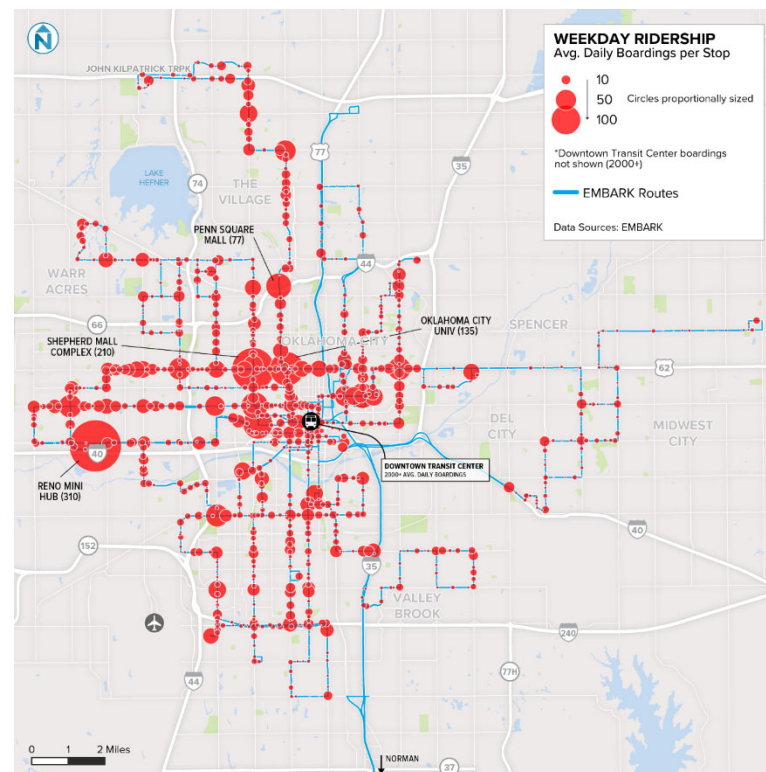 N
WEEKDAY RIDERSHIP
Avg. Daily Boardings per Stop
10
50
100
Circles proportionally sized
*Downtown Transit Center boardings
not shown (2000+)
EMBARK Routes
Data Sources: EMBARK
JOHN KILPATRICK TRPK
77
35
LAKE
HEFNER
74
THE
VILLAGE
PENN SQUARE
MALL (77)
44
WARR
ACRES
66
SHEPHERD MALL
COMPLEX (210)
OKLAHOMA CITY
OKLAHOMA CITY
UNIV (135)
SPENCER
62
DEL
CITY
MIDWEST
CITY
40
RENO MINI
HUB (310)
DOWNTOWN TRANSIT CENTER
2000+ AVG. DAILY BOARDINGS
40
152
35
VALLEY
BROOK
240
44
77H
0 1 2 Miles
NORMAN
37